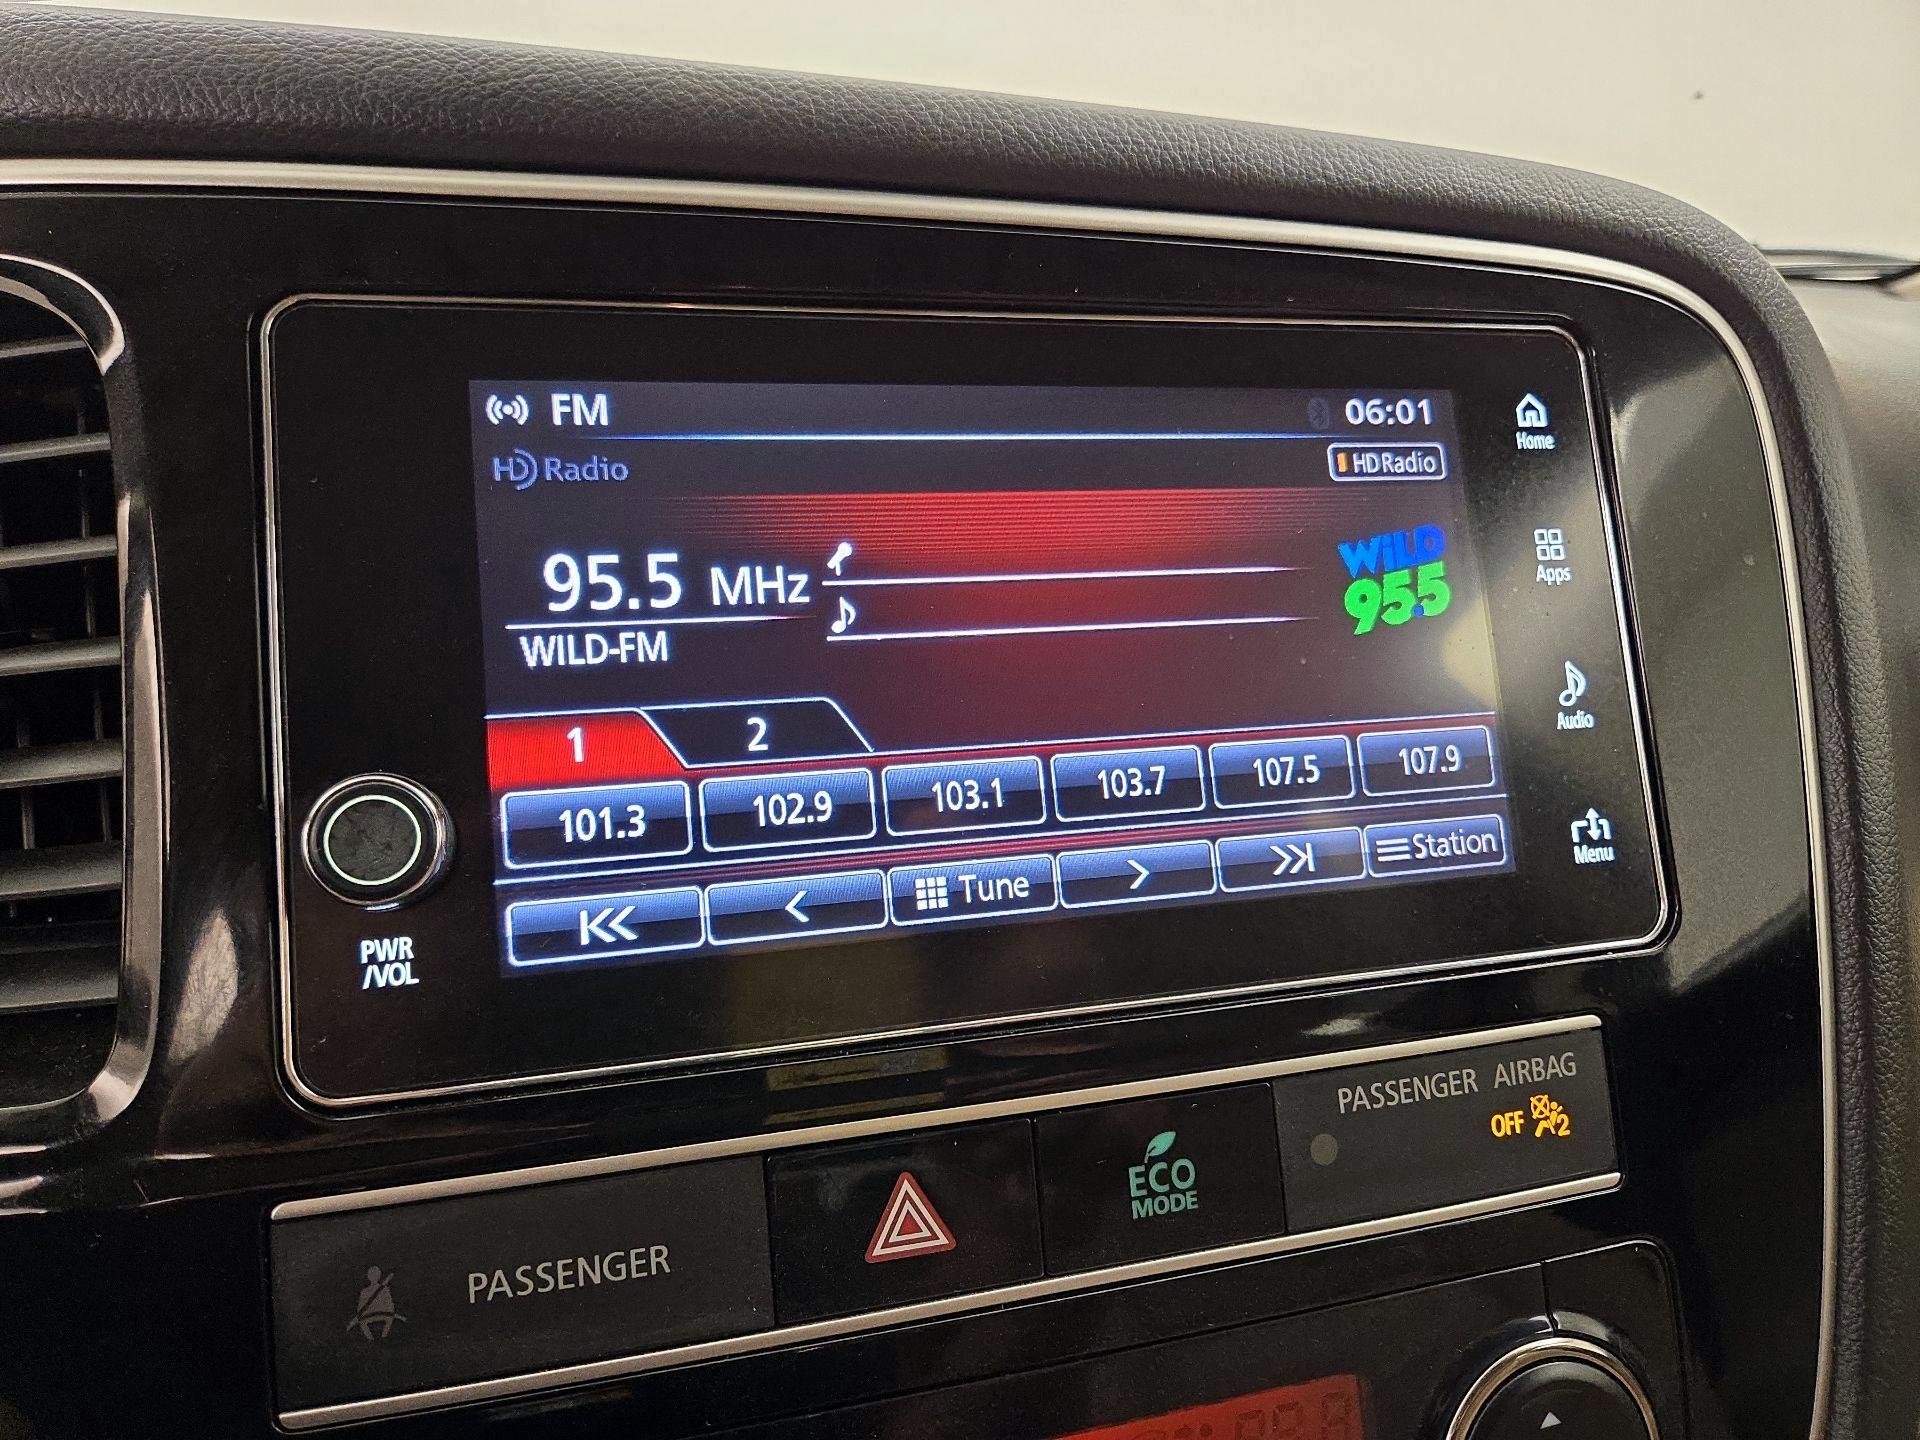 FM 06:01
HD Radio 1 HD Radio
95.5 MHz
WILD-FM
WiLD
95.5
1 2
101.3 102.9 103.1 103.7 107.5 107.9
Tune Station
Home
Apps
Audio
Menu
PWR
/VOL
PASSENGER
ECO
MODE
PASSENGER AIRBAG
OFF 2